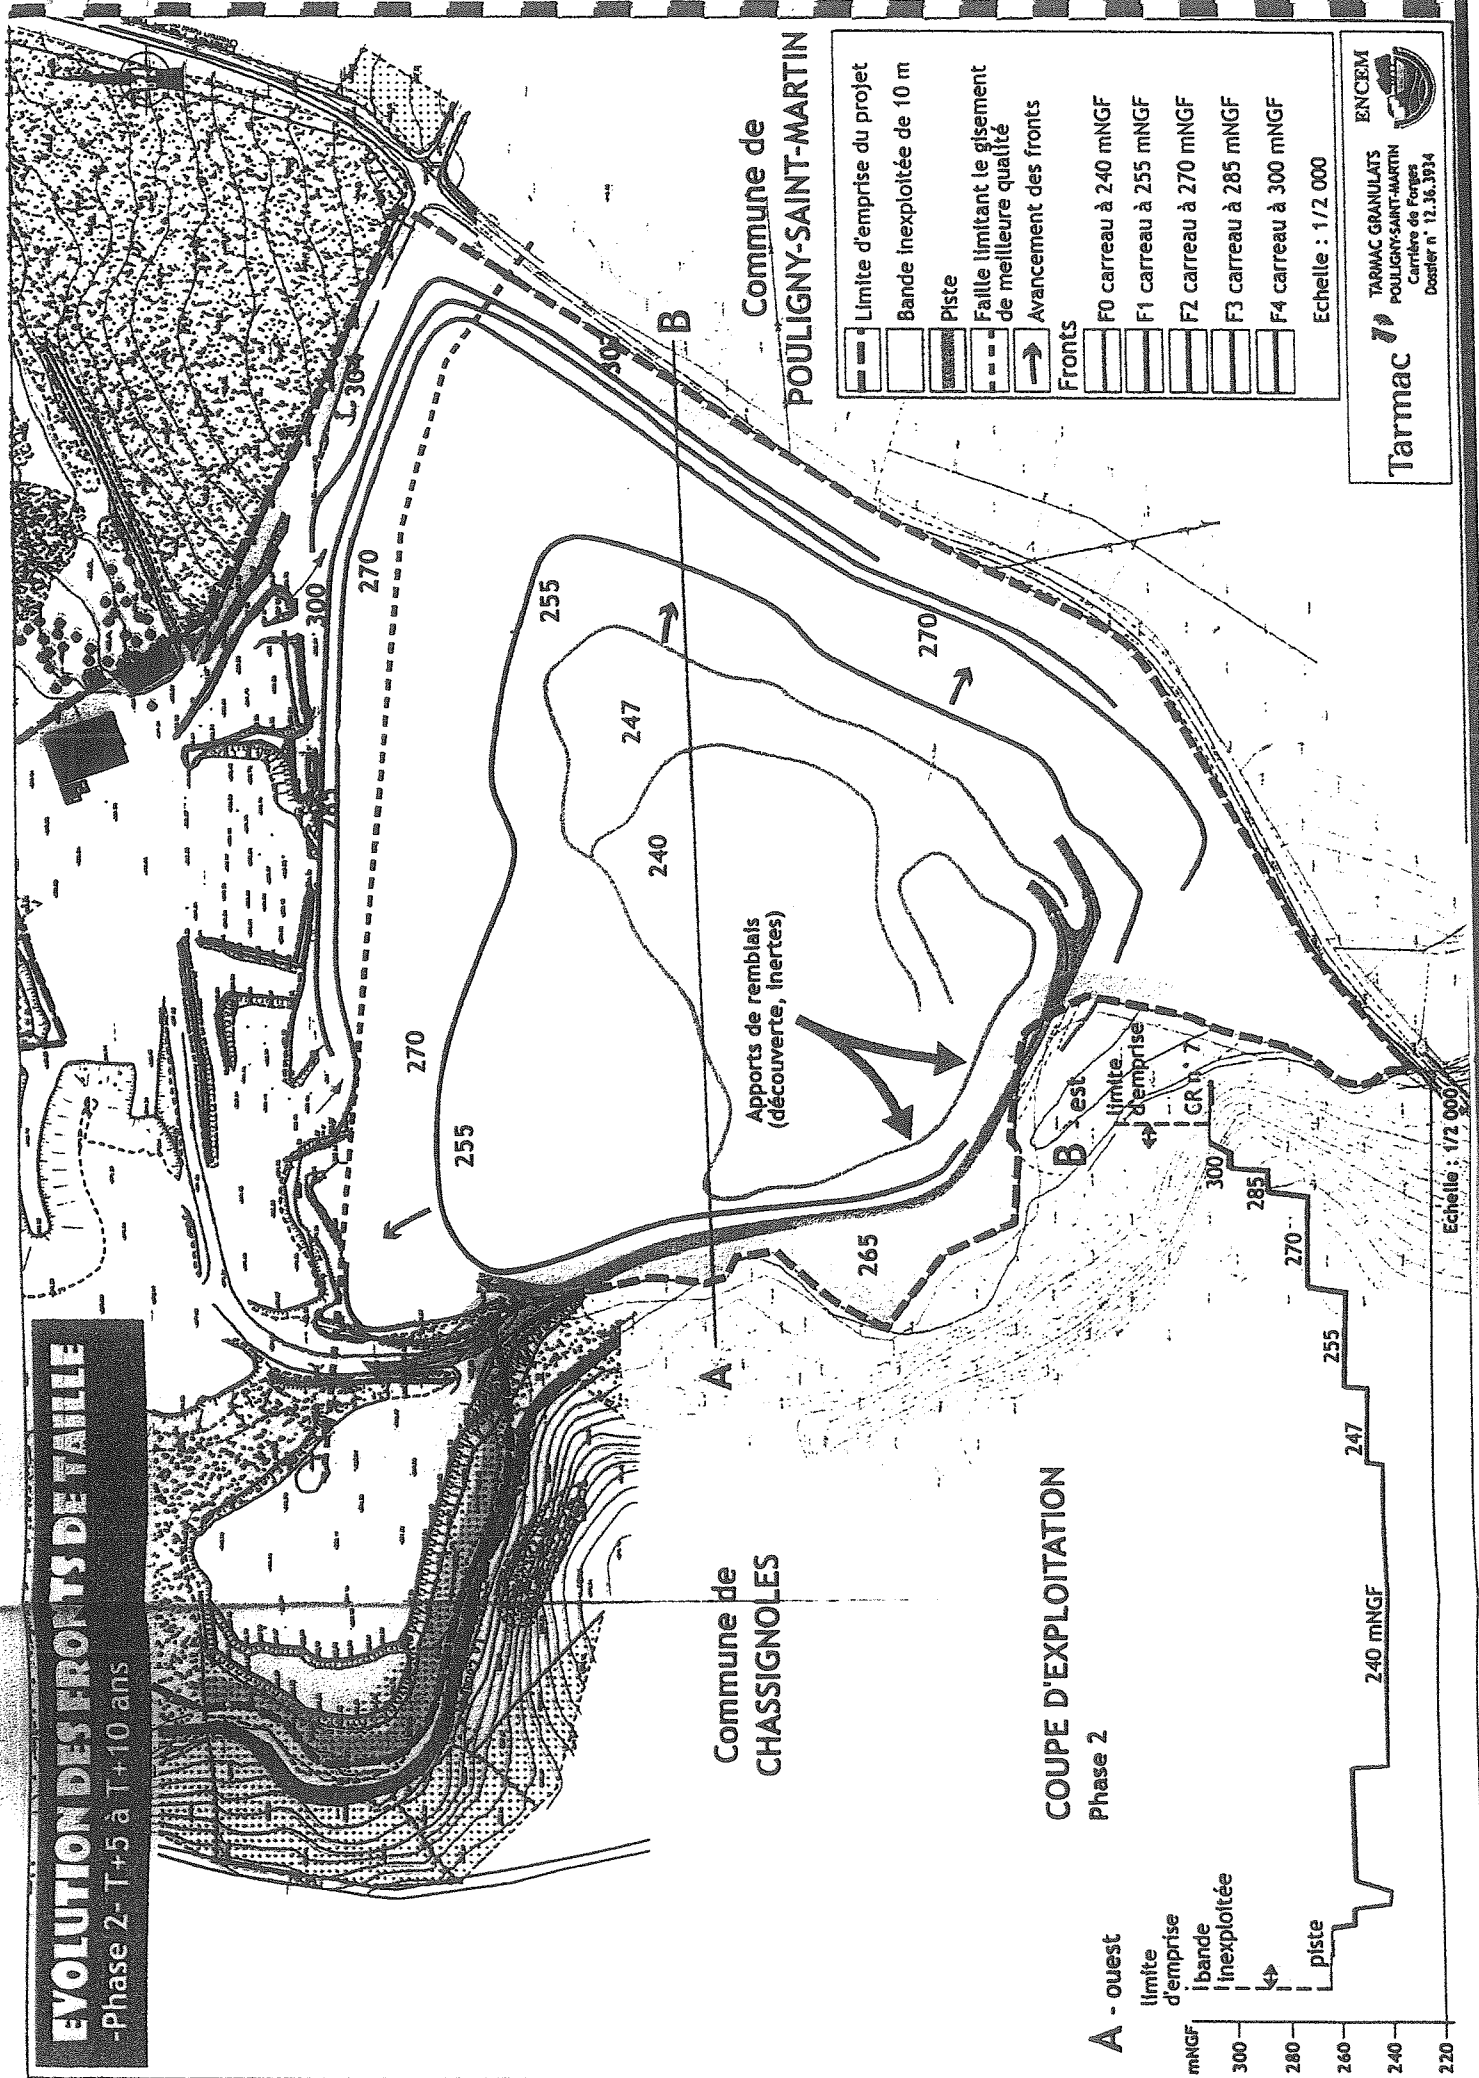 EVOLUTION DES FRONTS DE TAILLE
-Phase 2- T+5 à T+10 ans
Commune de
POULIGNY-SAINT-MARTIN
Limite d'emprise du projet
Bande inexploitée de 10 m
Piste
Faille limitant le gisement
de meilleure qualité
Avancement des fronts
Fronts
F0 carreau à 240 mNGF
F1 carreau à 255 mNGF
F2 carreau à 270 mNGF
F3 carreau à 285 mNGF
F4 carreau à 300 mNGF
Echelle : 1/2 000
Tarmac
TARMAC GRANULATS
POULIGNY-SAINT-MARTIN
Carrière de Forges
Dossier n° 12.36.3934
ENCEM
304
300
270
285
270
255
255
247
240
270
265
A
B
Apports de remblais
(découverte, inertes)
Commune de
CHASSIGNOLES
COUPE D'EXPLOITATION
Phase 2
A - ouest
limite
d'emprise
bande
inexploitée
piste
B - est
limite
d'emprise
GR n° 7
mNGF
300
280
260
240
220
240 mNGF
247
255
270
285
300
Echelle : 1/2 000